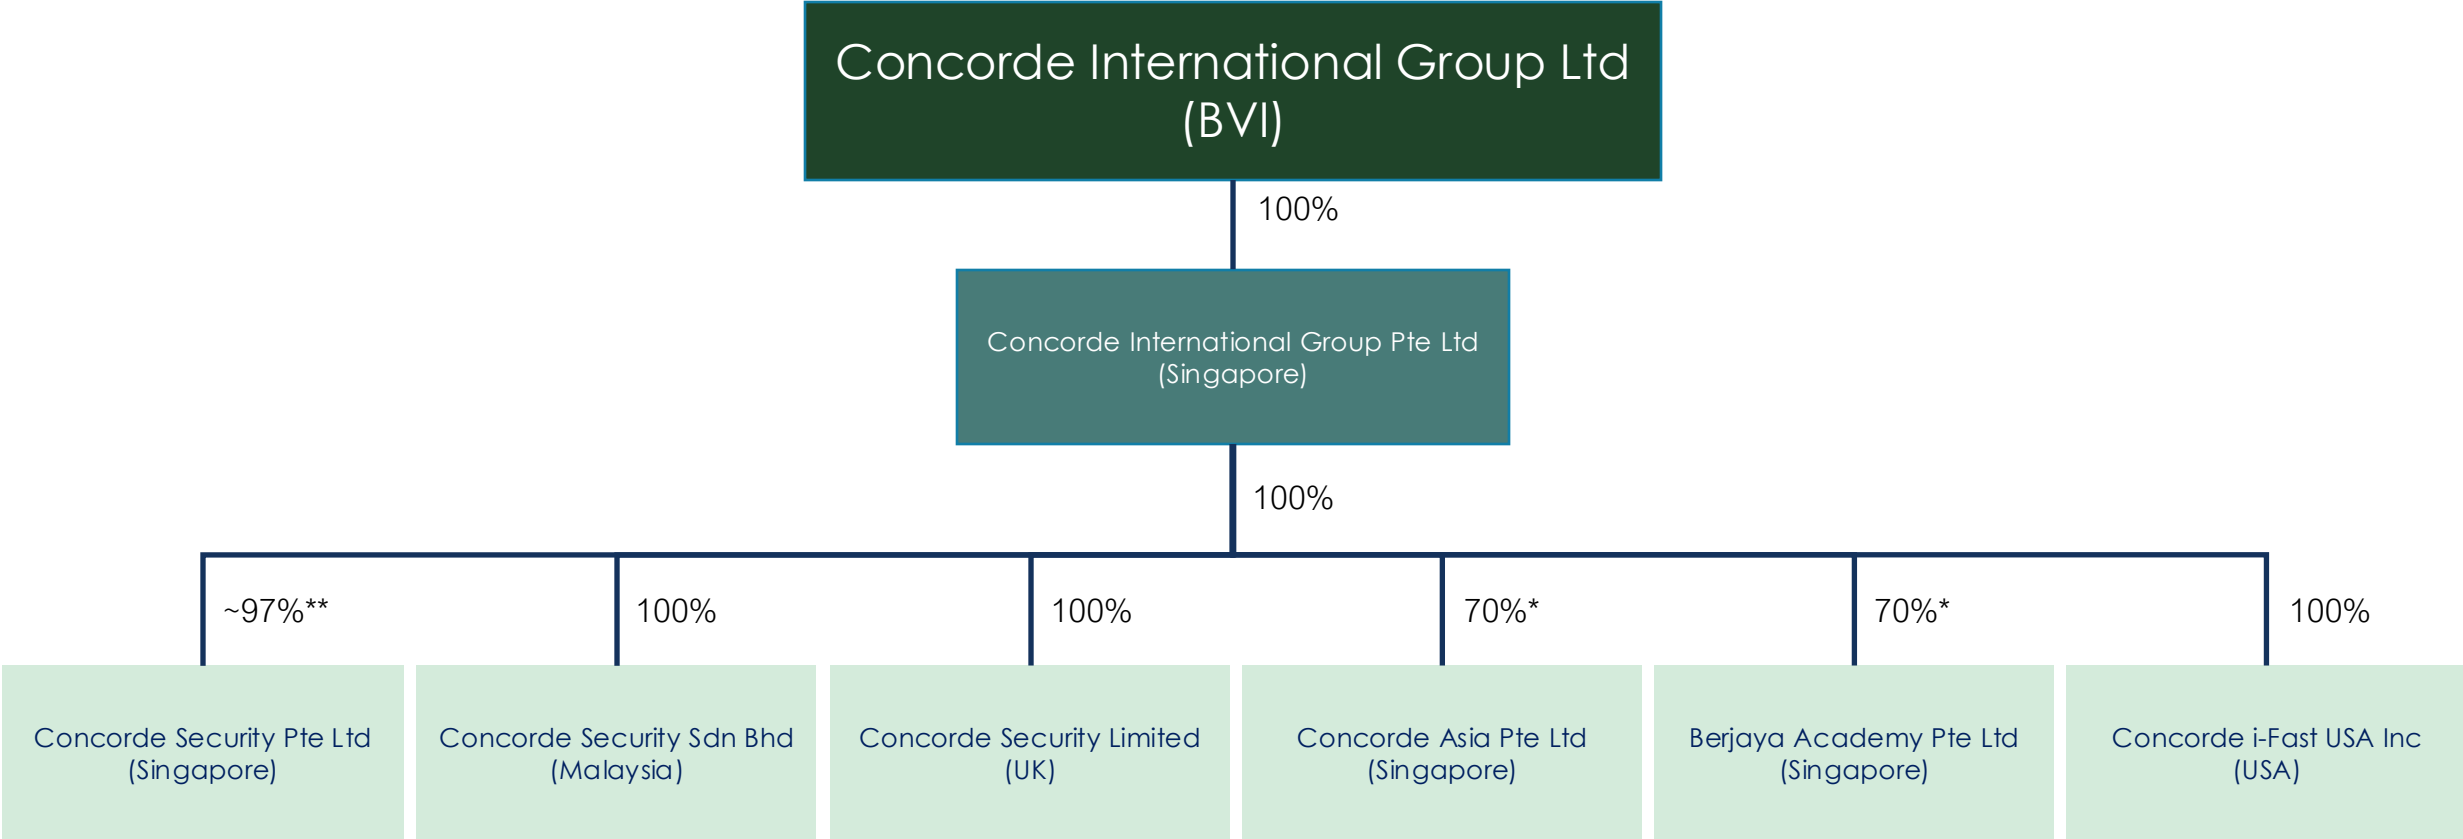 Concorde International Group Ltd
(BVI)
100%
Concorde International Group Pte Ltd
(Singapore)
100%
~97%**
100%
100%
70%*
70%*
100%
Concorde Security Pte Ltd
(Singapore)
Concorde Security Sdn Bhd
(Malaysia)
Concorde Security Limited
(UK)
Concorde Asia Pte Ltd
(Singapore)
Berjaya Academy Pte Ltd
(Singapore)
Concorde i-Fast USA Inc
(USA)